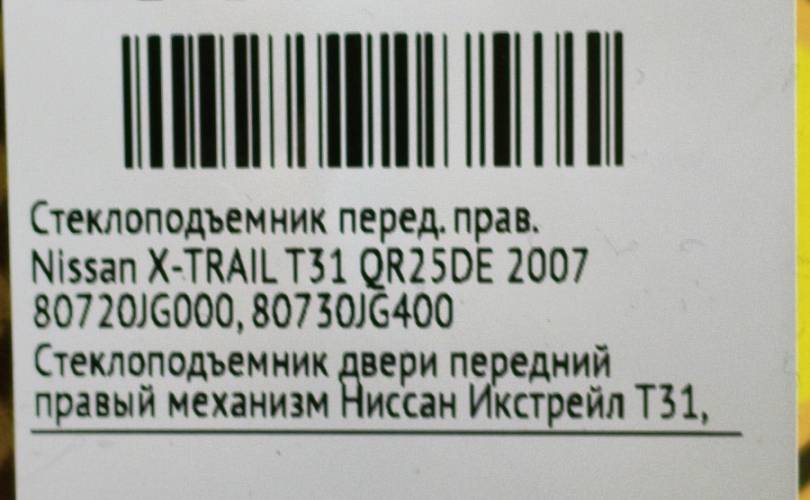 Стеклоподъемник перед. прав.
Nissan X-TRAIL T31 QR25DE 2007
80720JG000, 80730JG400
Стеклоподъемник двери передний
правый механизм Ниссан Икстрейл Т31,